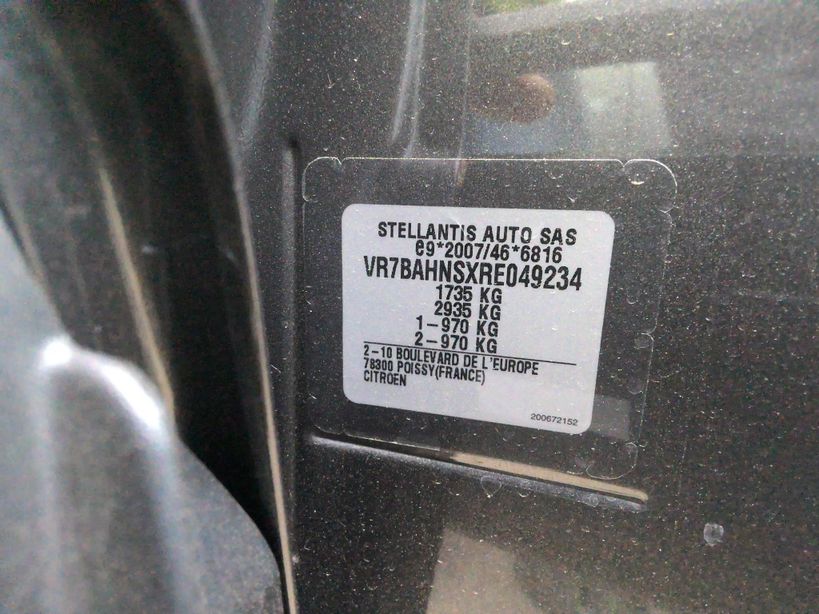 STELLANTIS AUTO SAS
e9*2007/46*6816
VR7BAHNSXRE049234
1735 KG
2935 KG
1-970 KG
2-970 KG
2-10 BOULEVARD DE L'EUROPE
78300 POISSY(FRANCE)
CITROEN
200672152